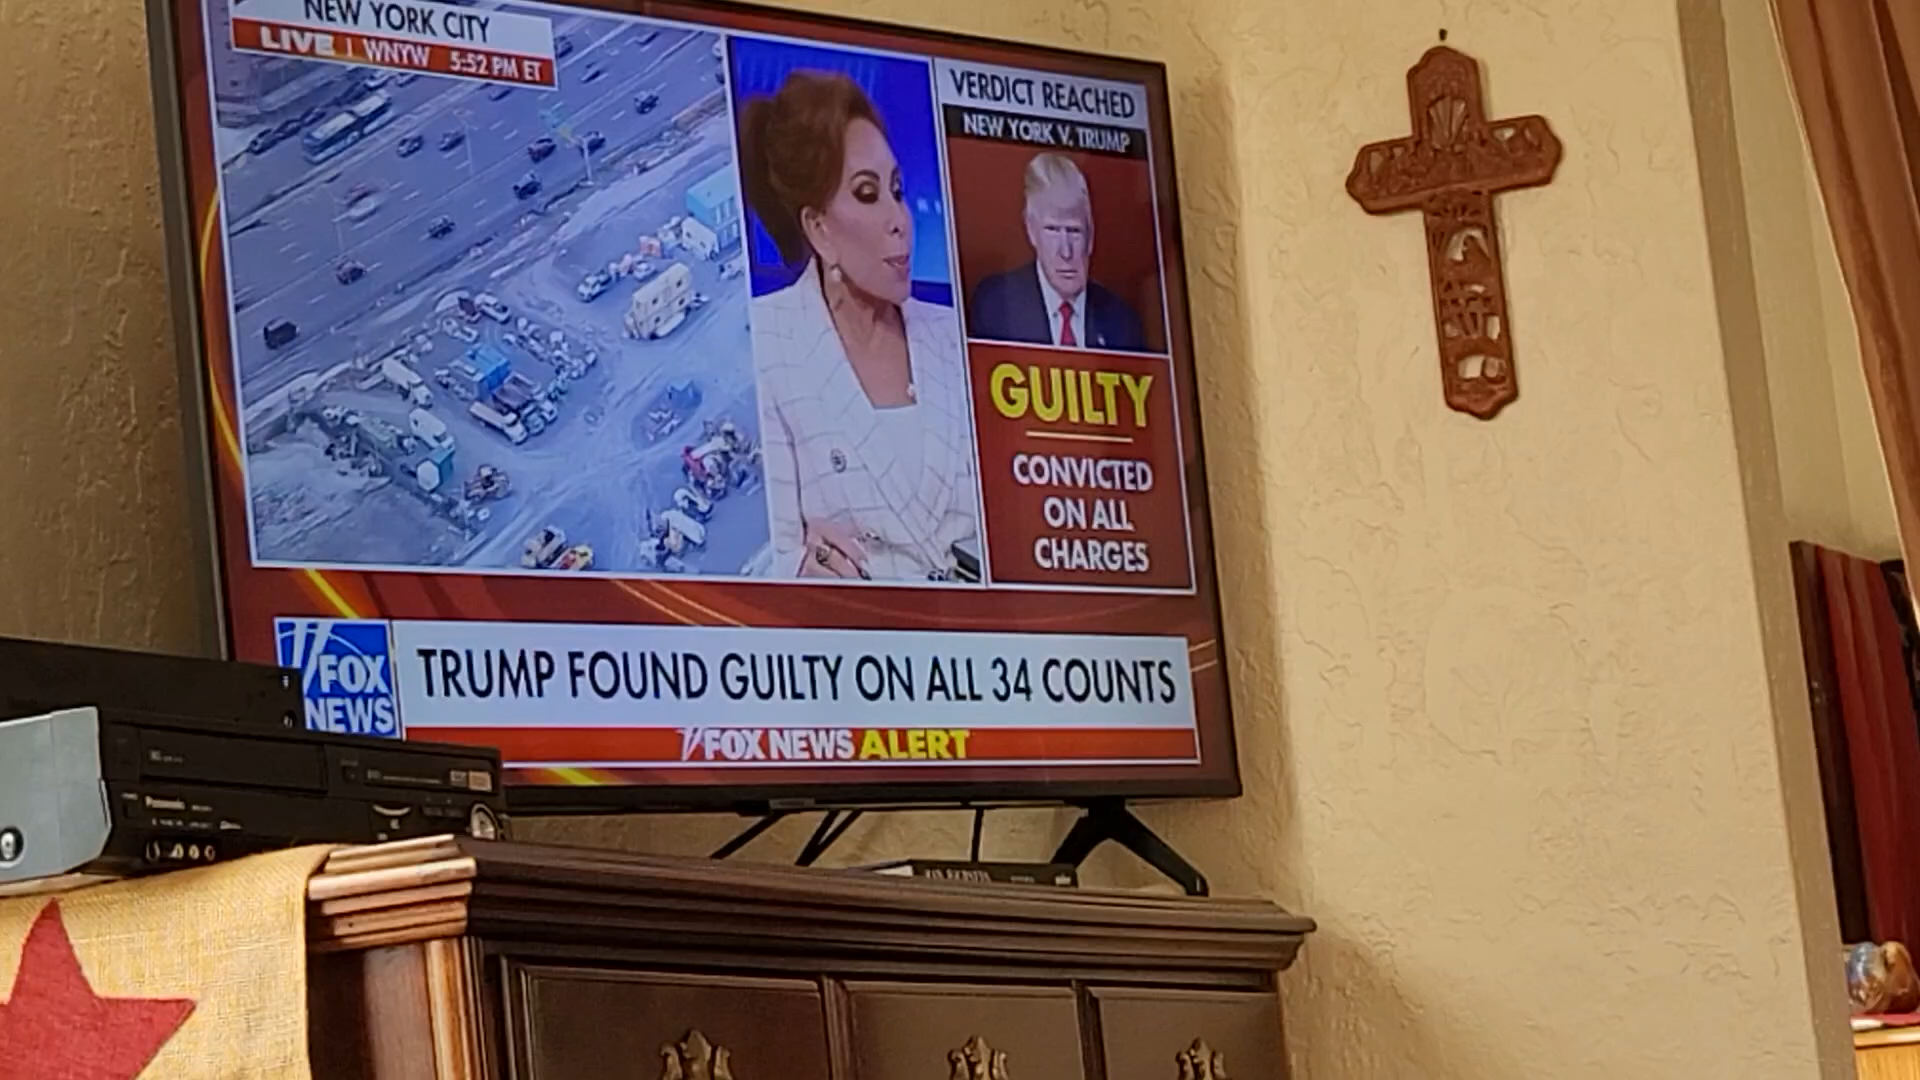 NEW YORK CITY
LIVE | WNYW 5:52 PM ET
VERDICT REACHED
NEW YORK V. TRUMP
GUILTY
CONVICTED
ON ALL
CHARGES
FOX
NEWS
TRUMP FOUND GUILTY ON ALL 34 COUNTS
FOX NEWS ALERT
Panasonic